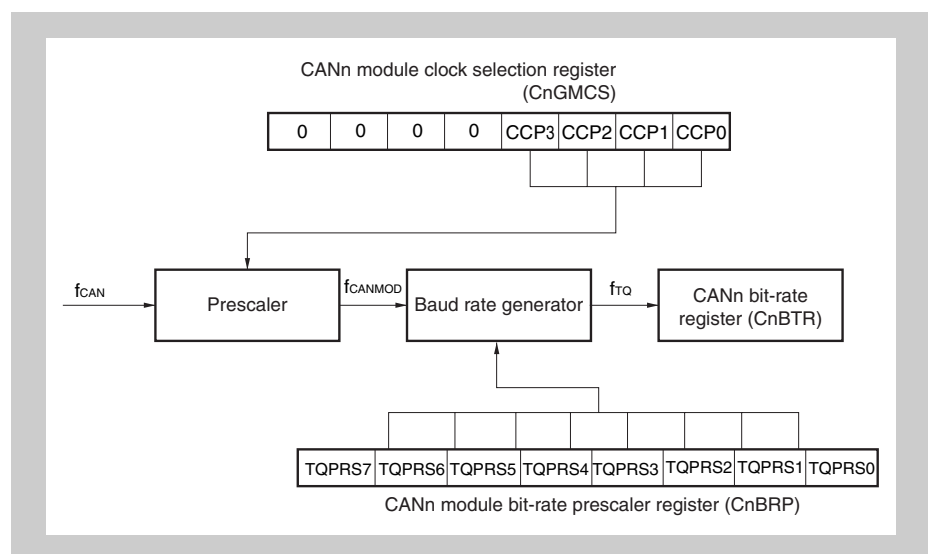 CANn module clock selection register
(CnGMCS)
0 0 0 0 CCP3 CCP2 CCP1 CCP0
fCAN
Prescaler
fCANMOD
Baud rate generator
fTQ
CANn bit-rate
register (CnBTR)
TQPRS7 TQPRS6 TQPRS5 TQPRS4 TQPRS3 TQPRS2 TQPRS1 TQPRS0
CANn module bit-rate prescaler register (CnBRP)